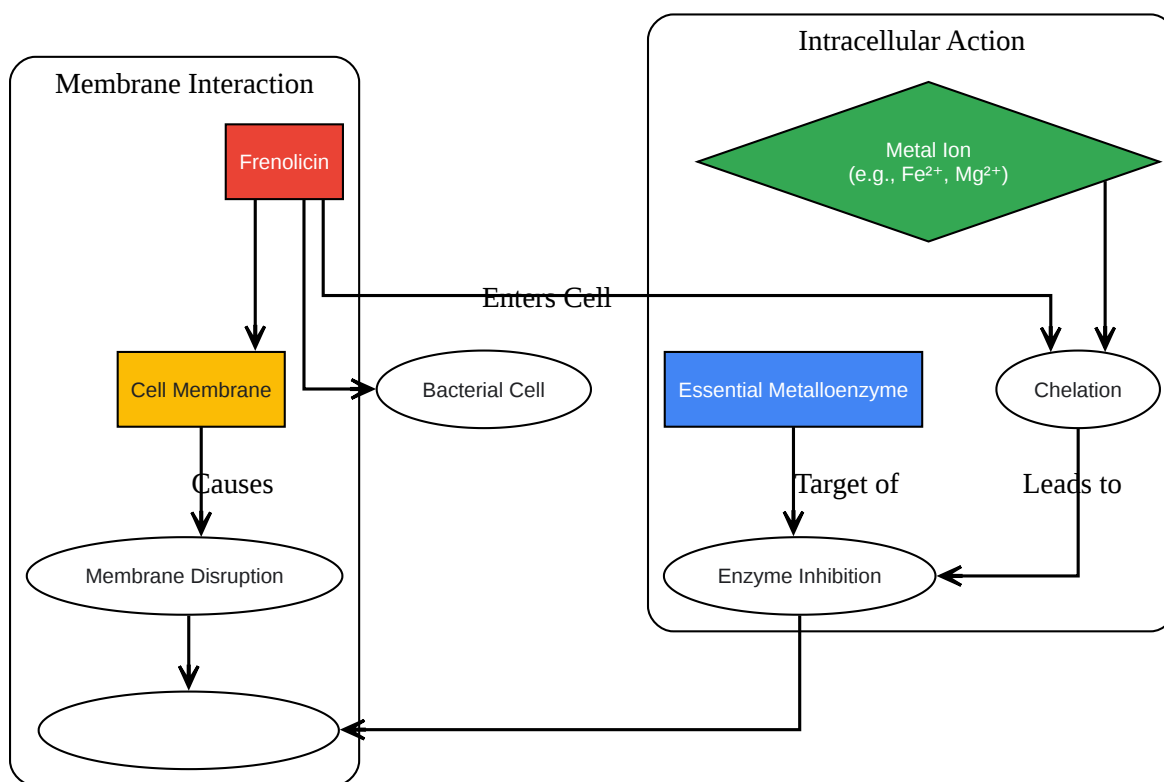 Intracellular Action
Membrane Interaction
Frenolicin
Metal Ion
(e.g., Fe²⁺, Mg²⁺)
Enters Cell
Cell Membrane
Bacterial Cell
Essential Metalloenzyme
Chelation
Causes
Target of
Leads to
Membrane Disruption
Enzyme Inhibition